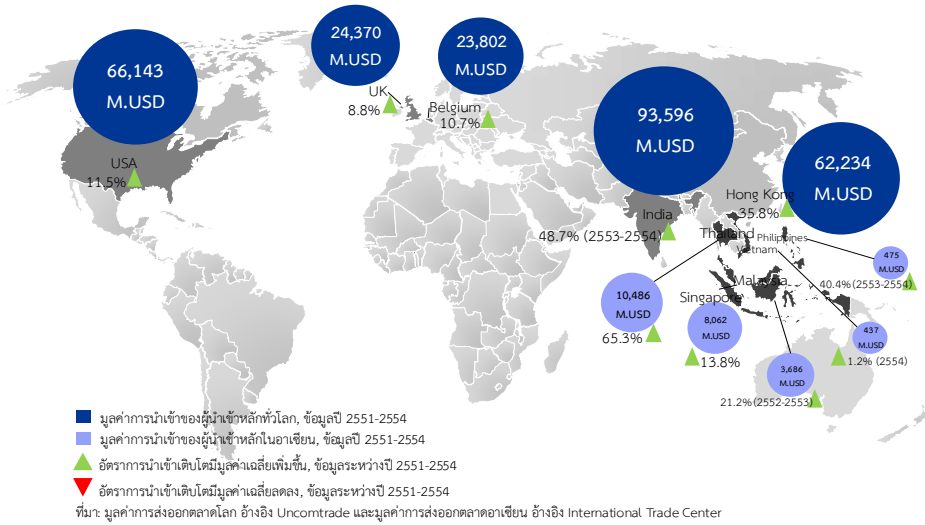 66,143
M.USD
USA
11.5%
24,370
M.USD
UK
8.8%
23,802
M.USD
Belgium
10.7%
93,596
M.USD
India
48.7% (2553-2554)
62,234
M.USD
Hong Kong
35.8%
Thailand
10,486
M.USD
65.3%
Philippines
475
M.USD
40.4%(2553-2554)
Vietnam
437
M.USD
1.2% (2554)
Malaysia
3,686
M.USD
21.2%(2552-2553)
Singapore
8,062
M.USD
13.8%
มูลค่าการนำเข้าของผู้นำเข้าหลักทั่วโลก, ข้อมูลปี 2551-2554
มูลค่าการนำเข้าของผู้นำเข้าหลักในอาเซียน, ข้อมูลปี 2551-2554
อัตราการนำเข้าเติบโตมีมูลค่าเฉลี่ยเพิ่มขึ้น, ข้อมูลระหว่างปี 2551-2554
อัตราการนำเข้าเติบโตมีมูลค่าเฉลี่ยลดลง, ข้อมูลระหว่างปี 2551-2554
ที่มา: มูลค่าการส่งออกตลาดโลก อ้างอิง Uncomtrade และมูลค่าการส่งออกตลาดอาเซียน อ้างอิง International Trade Center